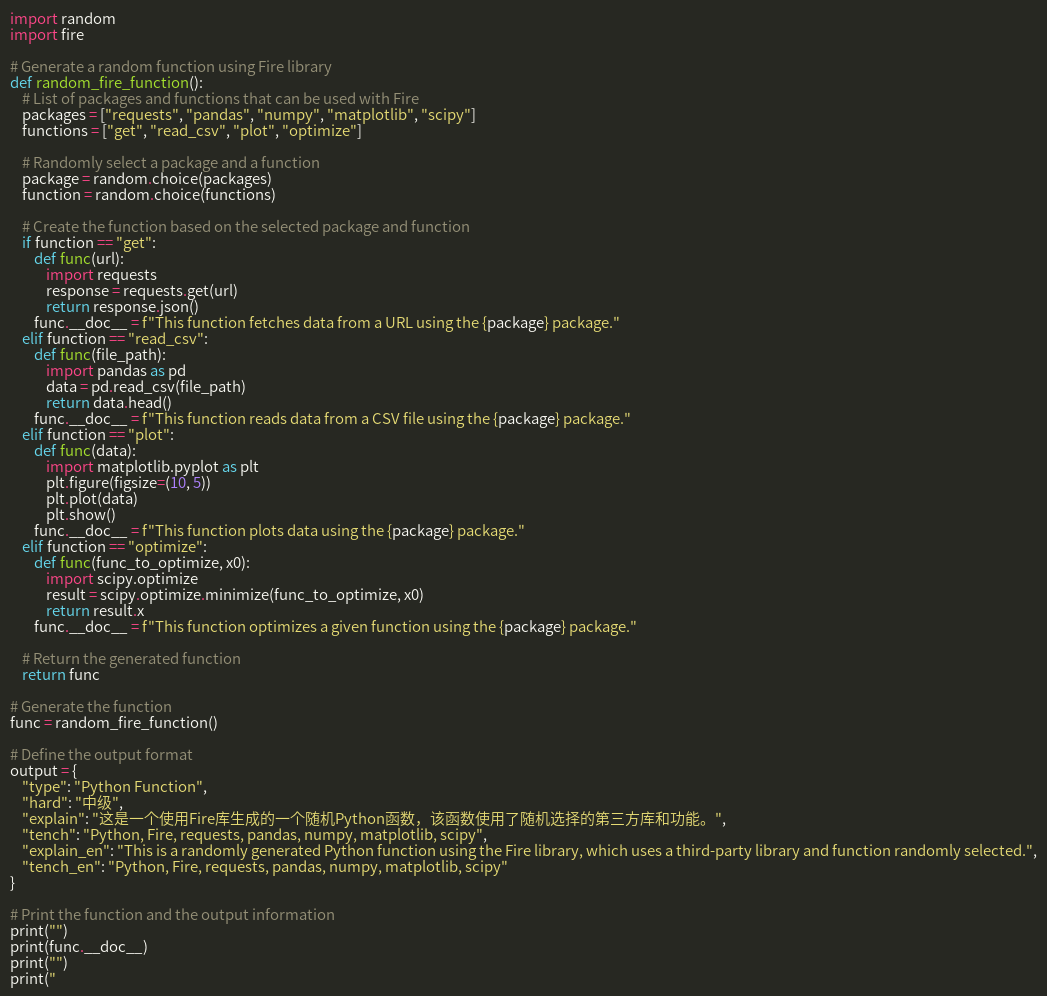 import random
import fire

# Generate a random function using Fire library
def random_fire_function():
    # List of packages and functions that can be used with Fire
    packages = ["requests", "pandas", "numpy", "matplotlib", "scipy"]
    functions = ["get", "read_csv", "plot", "optimize"]

    # Randomly select a package and a function
    package = random.choice(packages)
    function = random.choice(functions)

    # Create the function based on the selected package and function
    if function == "get":
        def func(url):
            import requests
            response = requests.get(url)
            return response.json()
        func.__doc__ = f"This function fetches data from a URL using the {package} package."
    elif function == "read_csv":
        def func(file_path):
            import pandas as pd
            data = pd.read_csv(file_path)
            return data.head()
        func.__doc__ = f"This function reads data from a CSV file using the {package} package."
    elif function == "plot":
        def func(data):
            import matplotlib.pyplot as plt
            plt.figure(figsize=(10, 5))
            plt.plot(data)
            plt.show()
        func.__doc__ = f"This function plots data using the {package} package."
    elif function == "optimize":
        def func(func_to_optimize, x0):
            import scipy.optimize
            result = scipy.optimize.minimize(func_to_optimize, x0)
            return result.x
        func.__doc__ = f"This function optimizes a given function using the {package} package."

    # Return the generated function
    return func

# Generate the function
func = random_fire_function()

# Define the output format
output = {
    "type": "Python Function",
    "hard": "中级",
    "explain": "这是一个使用Fire库生成的一个随机Python函数，该函数使用了随机选择的第三方库和功能。",
    "tench": "Python, Fire, requests, pandas, numpy, matplotlib, scipy",
    "explain_en": "This is a randomly generated Python function using the Fire library, which uses a third-party library and function randomly selected.",
    "tench_en": "Python, Fire, requests, pandas, numpy, matplotlib, scipy"
}

# Print the function and the output information
print("")
print(func.__doc__)
print("")
print("